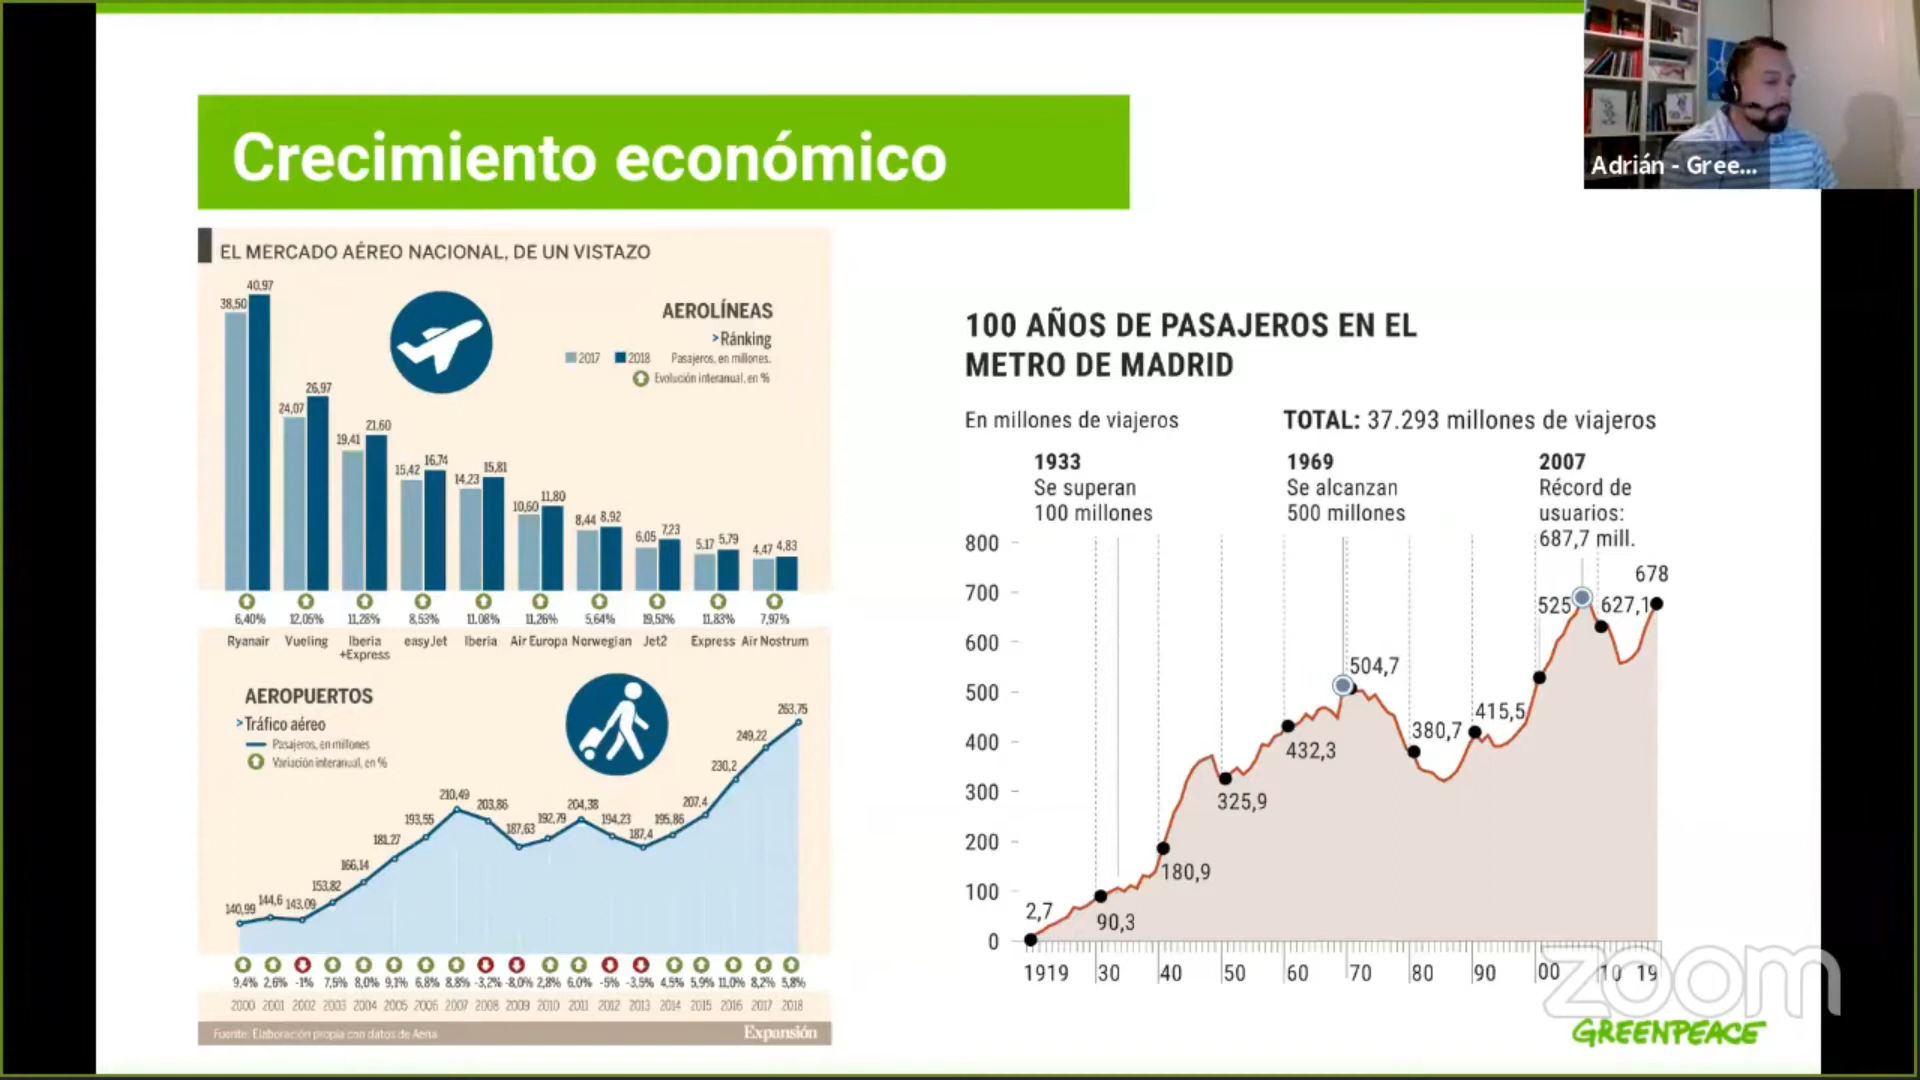 Crecimiento económico
Adrián - Gree...
EL MERCADO AÉREO NACIONAL, DE UN VISTAZO
AEROLÍNEAS
>Ránking
2017 2018 Pasajeros, en millones.
Evolución interanual, en %
38,50 40,97
24,07 26,97
19,41 21,60
15,42 16,74
14,23 15,81
10,60 11,80
8,44 8,92
6,05 7,23
5,17 5,79
4,47 4,83
6,40% 12,05% 11,28% 8,53% 11,08% 11,26% 5,64% 19,51% 11,83% 7,97%
Ryanair Vueling Iberia +Express easyJet Iberia Air Europa Norwegian Jet2 Express Air Nostrum
AEROPUERTOS
>Tráfico aéreo
Pasajeros, en millones
Variación interanual, en %
140,99 144,6 143,09 153,82 166,14 181,27 193,55 210,49 203,86 187,63 192,79 204,38 194,23 187,4 195,86 207,4 230,2 249,22 263,75
9,4% 2,6% -1% 7,5% 8,0% 9,1% 6,8% 8,8% -3,2% -8,0% 2,8% 6,0% -5% -3,5% 4,5% 5,9% 11,0% 8,2% 5,8%
2000 2001 2002 2003 2004 2005 2006 2007 2008 2009 2010 2011 2012 2013 2014 2015 2016 2017 2018
Fuente: Elaboración propia con datos de Aena Expansión
100 AÑOS DE PASAJEROS EN EL
METRO DE MADRID
En millones de viajeros TOTAL: 37.293 millones de viajeros
1933
Se superan
100 millones
1969
Se alcanzan
500 millones
2007
Récord de
usuarios:
687,7 mill.
800
700
600
500
400
300
200
100
0
2,7
90,3
180,9
325,9
432,3
504,7
380,7
415,5
525
627,1
678
1919 30 40 50 60 70 80 90 00 10 19
zoom
GREENPEACE